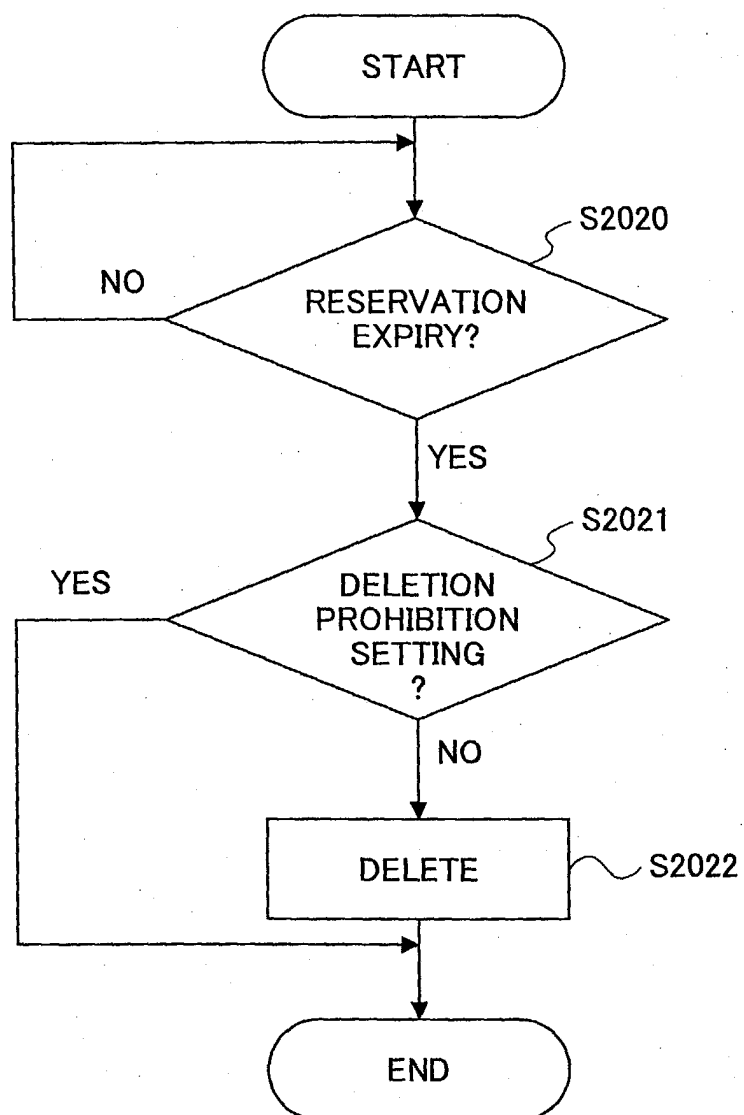 START
S2020
NO
RESERVATION
EXPIRY?
YES
S2021
YES
DELETION
PROHIBITION
SETTING
?
NO
DELETE
S2022
END